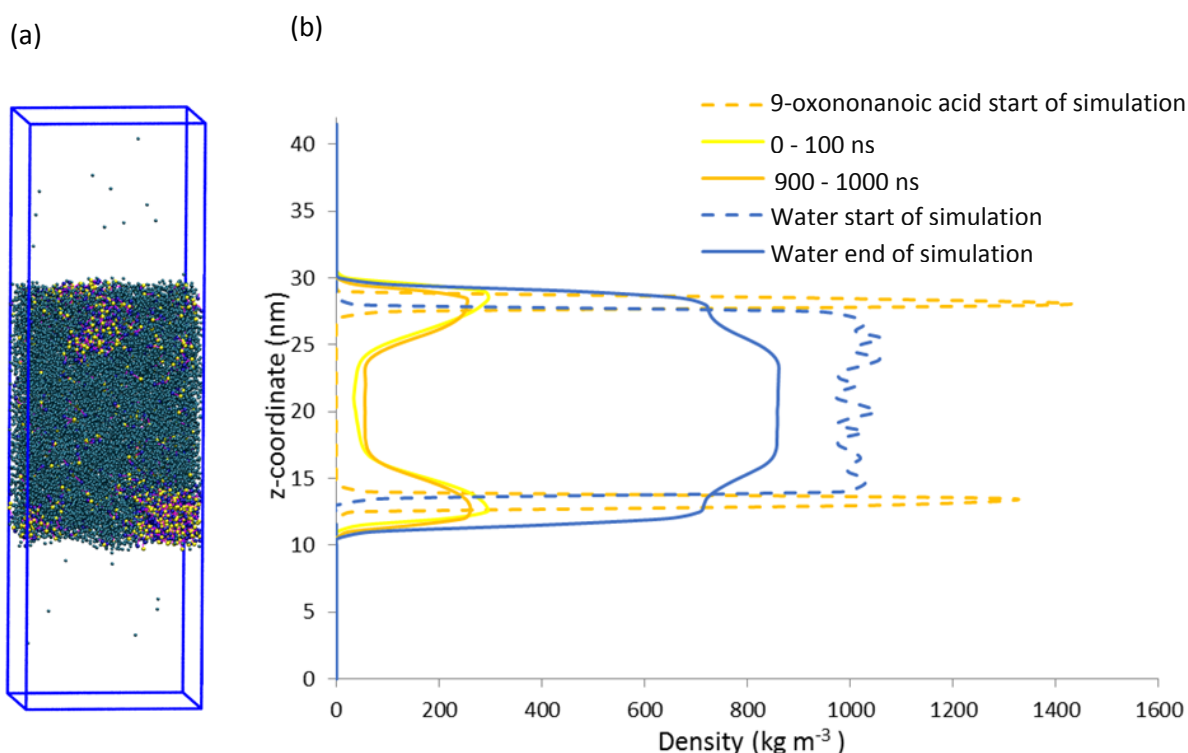 (a)
(b)
9-oxononanoic acid start of simulation
0 - 100 ns
900 - 1000 ns
Water start of simulation
Water end of simulation
z-coordinate (nm)
40
35
30
25
20
15
10
5
0
0 200 400 600 800 1000 1200 1400 1600
Density (kg m⁻³)